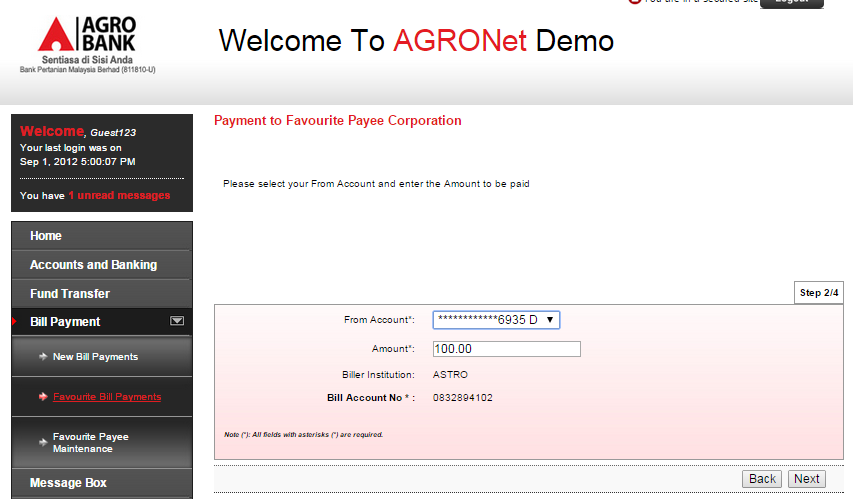 You are in a secured site
Logout
AGRO
BANK
Sentiasa di Sisi Anda
Bank Pertanian Malaysia Berhad (811810-U)
Welcome To AGRONet Demo
Welcome, Guest123
Your last login was on
Sep 1, 2012 5:00:07 PM
You have 1 unread messages
Home
Accounts and Banking
Fund Transfer
Bill Payment
New Bill Payments
Favourite Bill Payments
Favourite Payee
Maintenance
Message Box
Payment to Favourite Payee Corporation
Please select your From Account and enter the Amount to be paid
Step 2/4
From Account*: ************6935 D
Amount*: 100.00
Biller Institution: ASTRO
Bill Account No * : 0832894102
Note (*): All fields with asterisks (*) are required.
Back Next